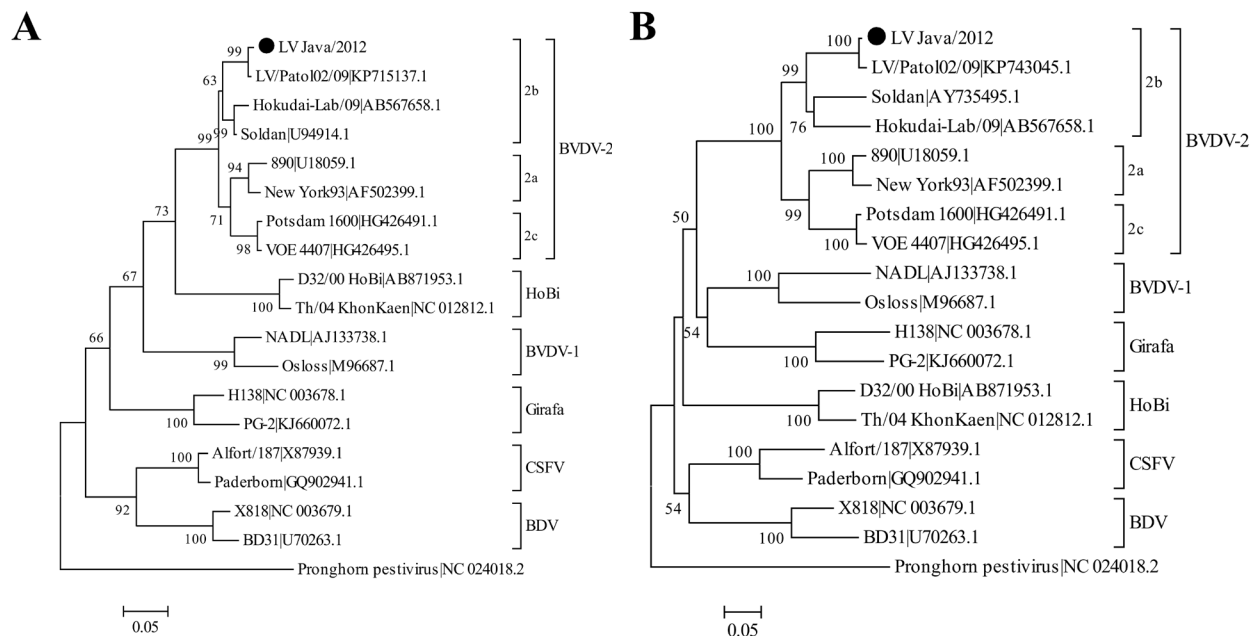 A
99
LV Java/2012
LV/Patol02/09|KP715137.1
63
Hokudai-Lab/09|AB567658.1
99
99
Soldan|U94914.1
2b
94
890|U18059.1
New York93|AF502399.1
2a
73
71
Potsdam 1600|HG426491.1
98
VOE 4407|HG426495.1
2c
BVDV-2
67
D32/00 HoBi|AB871953.1
100
Th/04 KhonKaen|NC 012812.1
HoBi
66
NADL|AJ133738.1
99
Osloss|M96687.1
BVDV-1
H138|NC 003678.1
100
PG-2|KJ660072.1
Girafa
100
Alfort/187|X87939.1
Paderborn|GQ902941.1
CSFV
92
X818|NC 003679.1
100
BD31|U70263.1
BDV
Pronghorn pestivirus|NC 024018.2
0.05
B
100
LV Java/2012
LV/Patol02/09|KP743045.1
99
Soldan|AY735495.1
76
Hokudai-Lab/09|AB567658.1
2b
100
100
890|U18059.1
New York93|AF502399.1
2a
99
Potsdam 1600|HG426491.1
100
VOE 4407|HG426495.1
2c
BVDV-2
50
100
NADL|AJ133738.1
Osloss|M96687.1
BVDV-1
54
H138|NC 003678.1
100
PG-2|KJ660072.1
Girafa
D32/00 HoBi|AB871953.1
100
Th/04 KhonKaen|NC 012812.1
HoBi
100
Alfort/187|X87939.1
Paderborn|GQ902941.1
CSFV
54
X818|NC 003679.1
100
BD31|U70263.1
BDV
Pronghorn pestivirus|NC 024018.2
0.05